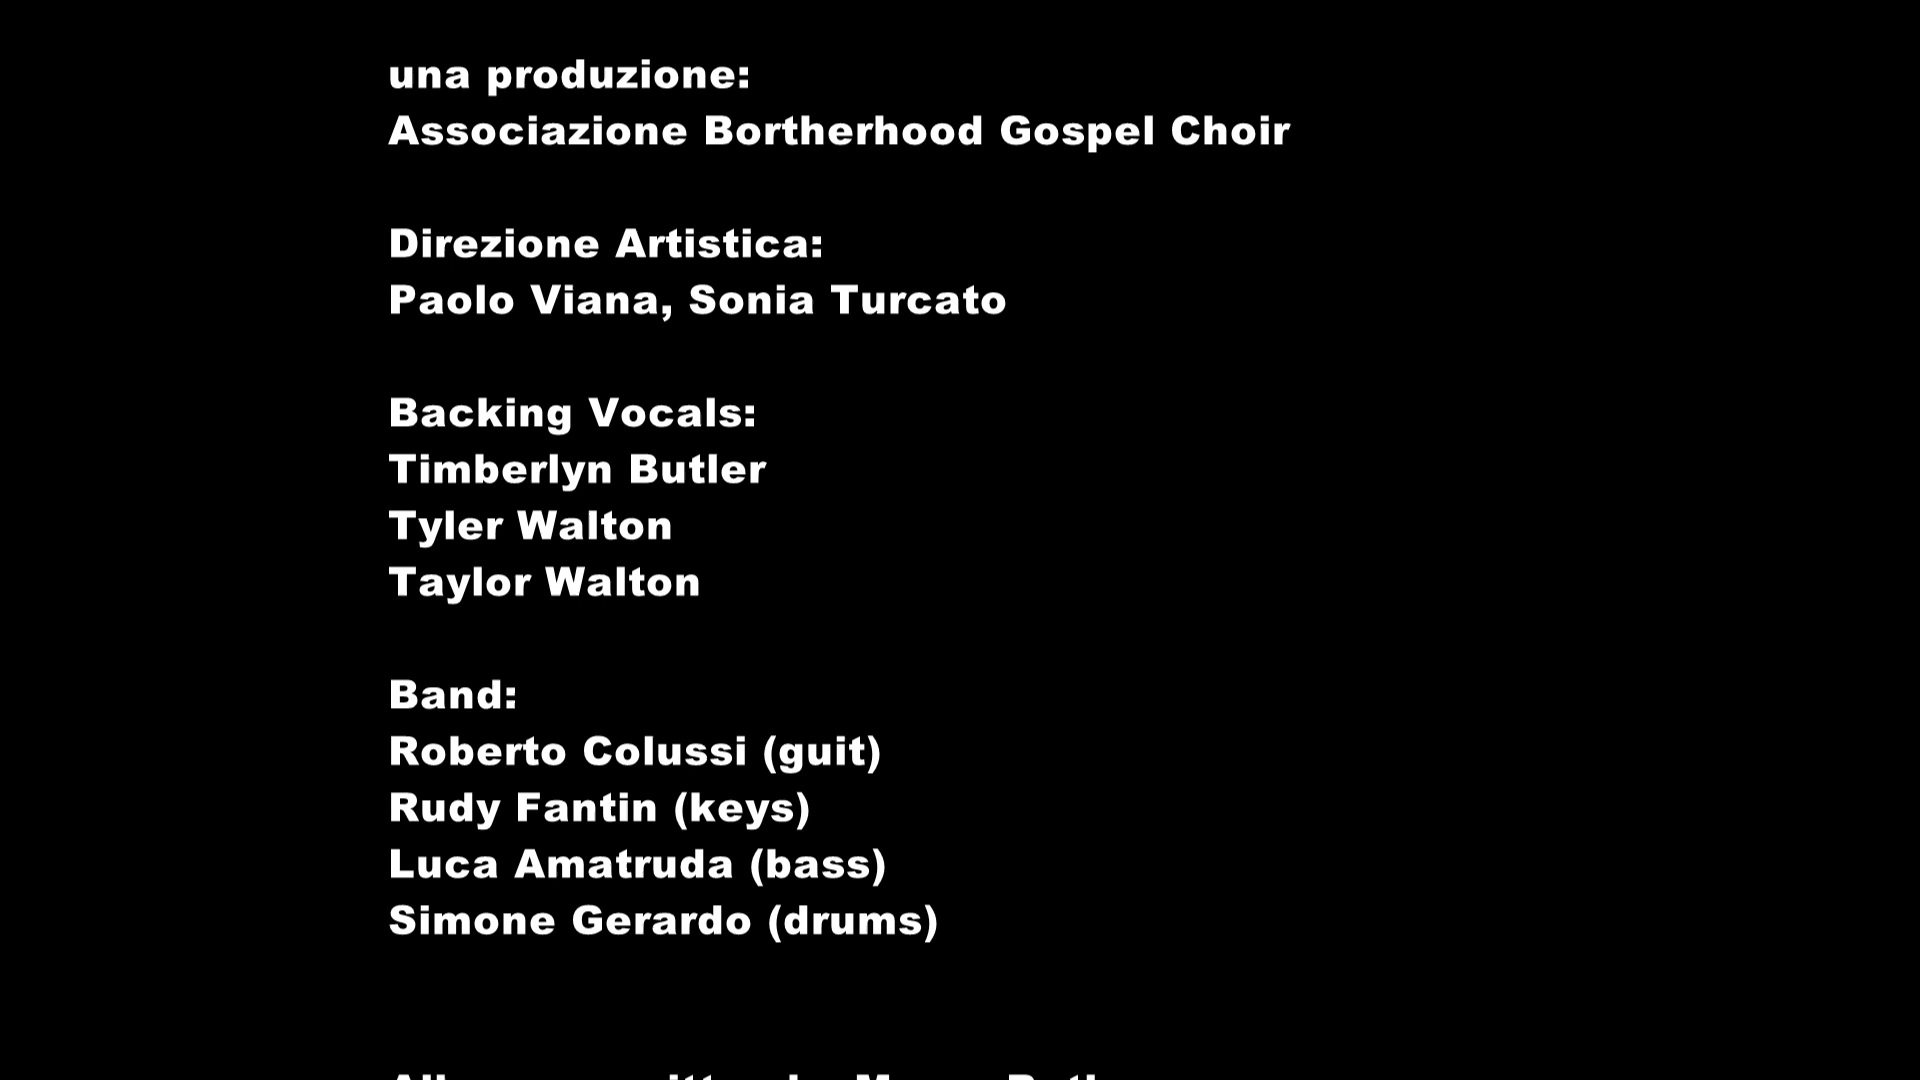 una produzione:
Associazione Bortherhood Gospel Choir
Direzione Artistica:
Paolo Viana, Sonia Turcato
Backing Vocals:
Timberlyn Butler
Tyler Walton
Taylor Walton
Band:
Roberto Colussi (guit)
Rudy Fantin (keys)
Luca Amatruda (bass)
Simone Gerardo (drums)